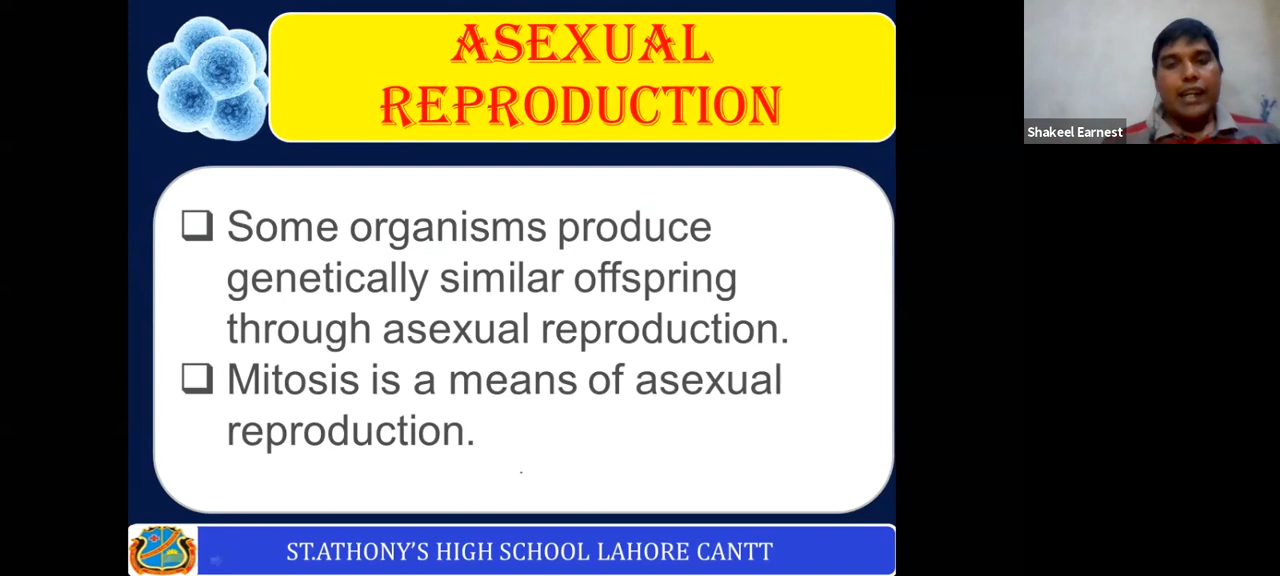 ASEXUAL
REPRODUCTION
Shakeel Earnest
❑ Some organisms produce
genetically similar offspring
through asexual reproduction.
❑ Mitosis is a means of asexual
reproduction.
ST.ATHONY'S HIGH SCHOOL LAHORE CANTT